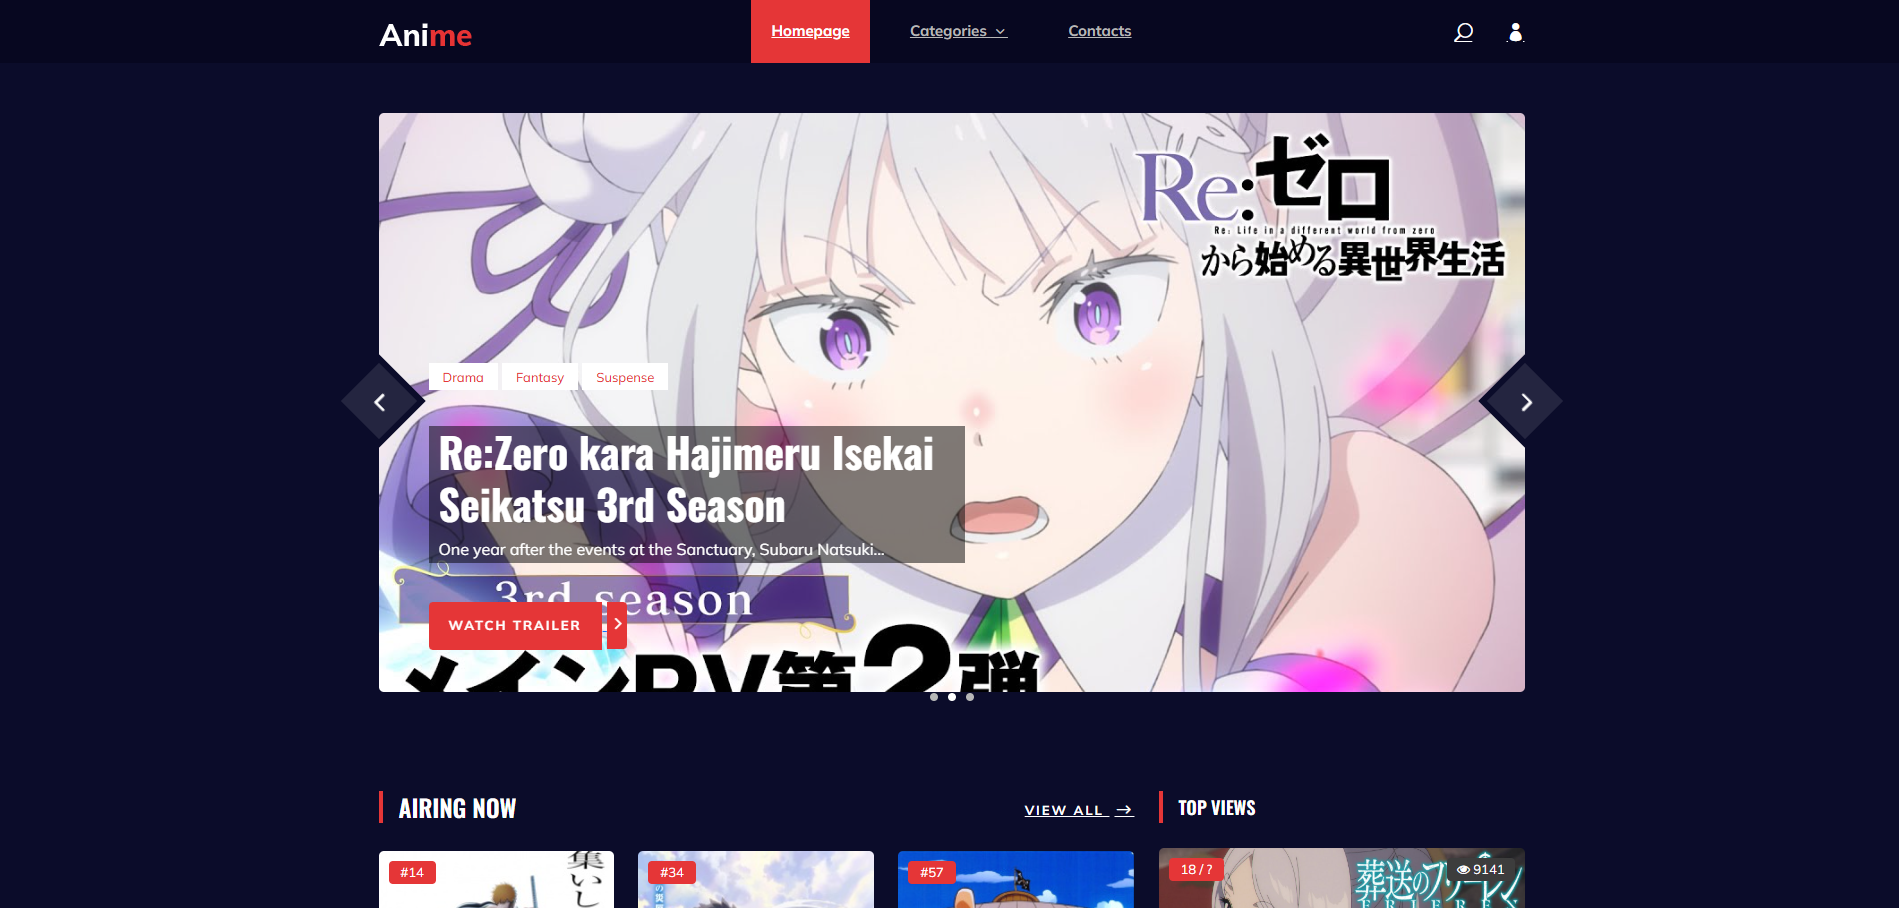 Anime
Homepage
Categories
Contacts
Re:ゼロ
Re: Life in a different world from zero
から始める異世界生活
Drama
Fantasy
Suspense
Re:Zero kara Hajimeru Isekai
Seikatsu 3rd Season
One year after the events at the Sanctuary, Subaru Natsuki...
3rd season
WATCH TRAILER
メインPV第2弾
AIRING NOW
VIEW ALL
TOP VIEWS
#14
集いし
#34
#57
18 / ?
9141
葬送のフリーレン